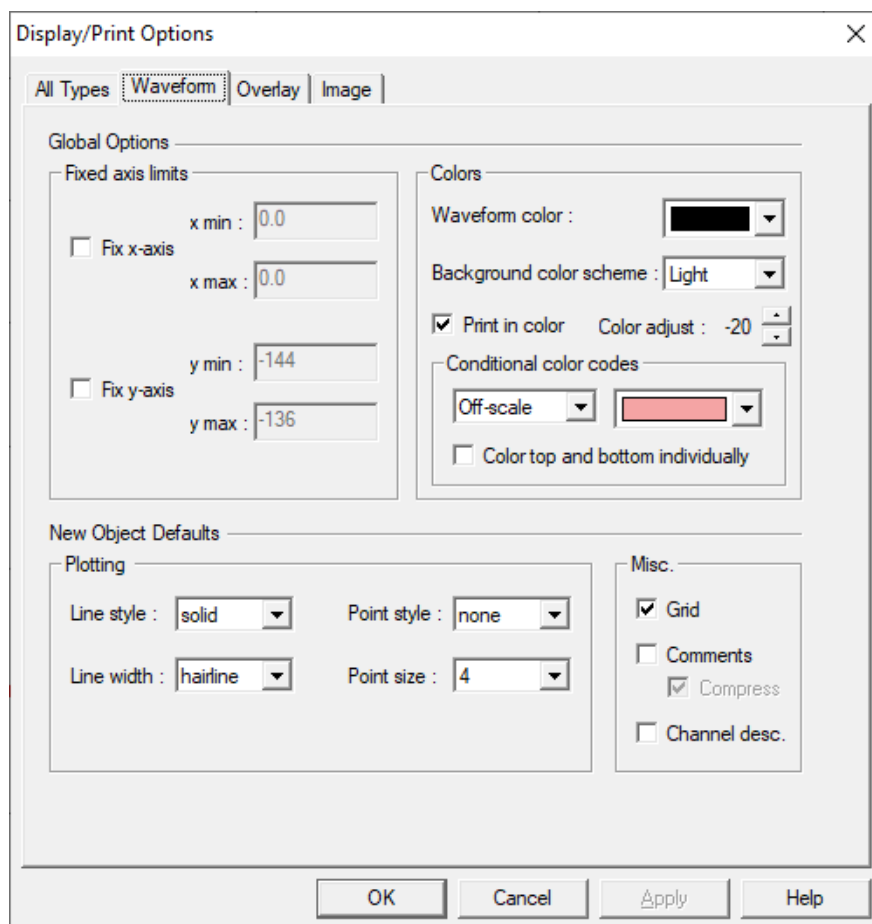 Display/Print Options
All Types Waveform Overlay Image
Global Options
Fixed axis limits
x min : 0.0
Fix x-axis
x max : 0.0
y min : -144
Fix y-axis
y max : -136
Colors
Waveform color :
Background color scheme : Light
Print in color Color adjust : -20
Conditional color codes
Off-scale
Color top and bottom individually
New Object Defaults
Plotting
Line style : solid Point style : none
Line width : hairline Point size : 4
Misc.
Grid
Comments
Compress
Channel desc.
OK Cancel Apply Help